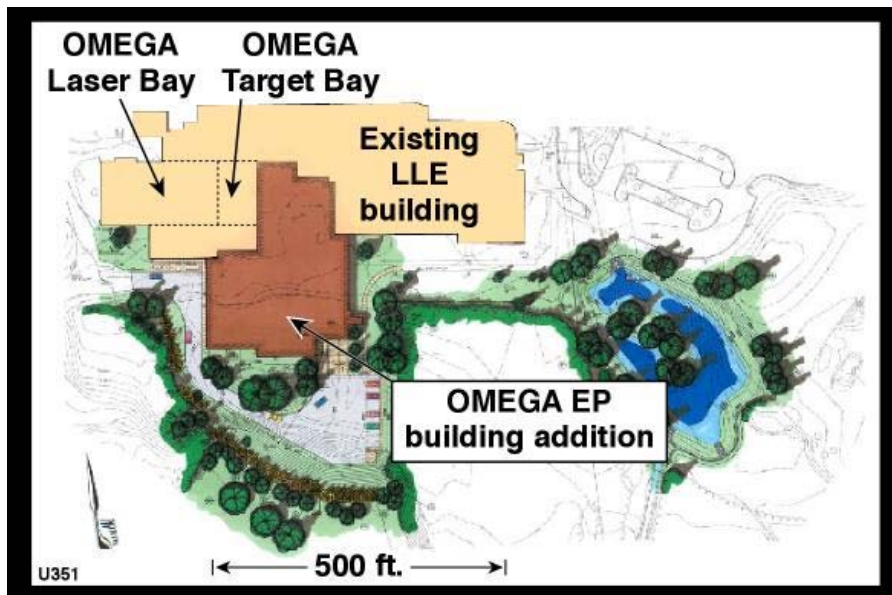 OMEGA
Laser Bay
OMEGA
Target Bay
Existing
LLE
building
OMEGA EP
building addition
500 ft.
U351